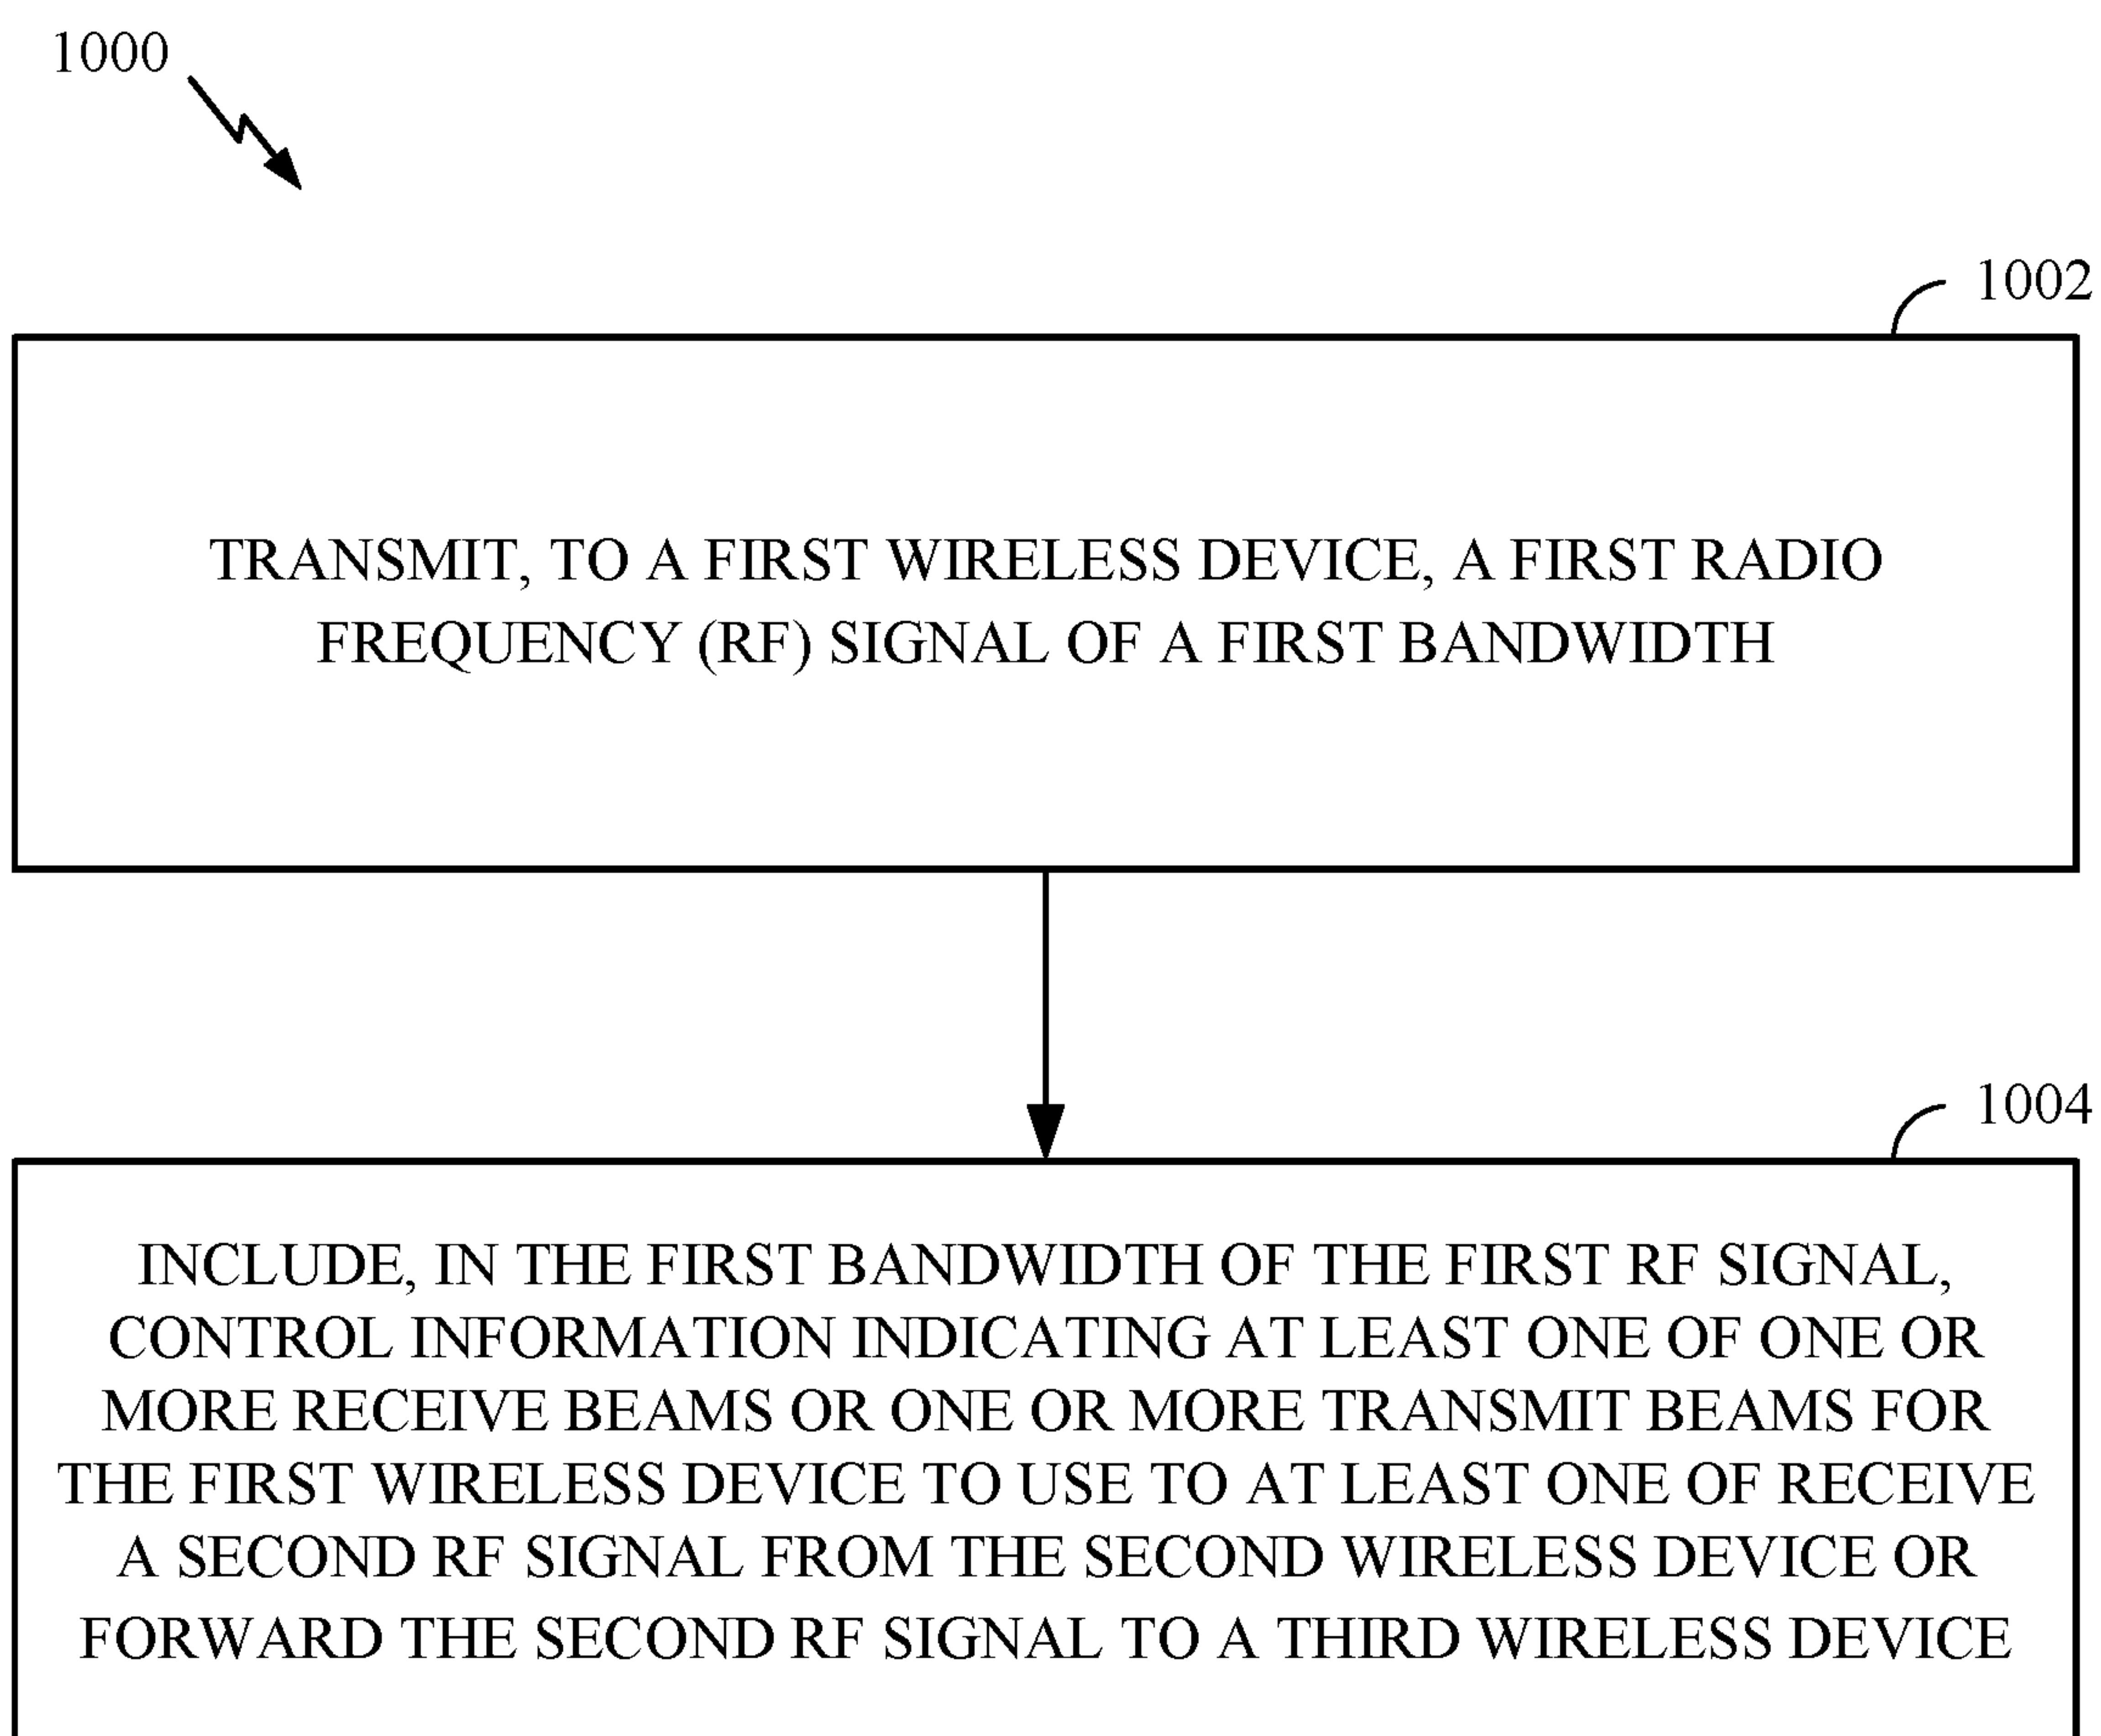 1000
1002
TRANSMIT, TO A FIRST WIRELESS DEVICE, A FIRST RADIO
FREQUENCY (RF) SIGNAL OF A FIRST BANDWIDTH
1004
INCLUDE, IN THE FIRST BANDWIDTH OF THE FIRST RF SIGNAL,
CONTROL INFORMATION INDICATING AT LEAST ONE OF ONE OR
MORE RECEIVE BEAMS OR ONE OR MORE TRANSMIT BEAMS FOR
THE FIRST WIRELESS DEVICE TO USE TO AT LEAST ONE OF RECEIVE
A SECOND RF SIGNAL FROM THE SECOND WIRELESS DEVICE OR
FORWARD THE SECOND RF SIGNAL TO A THIRD WIRELESS DEVICE